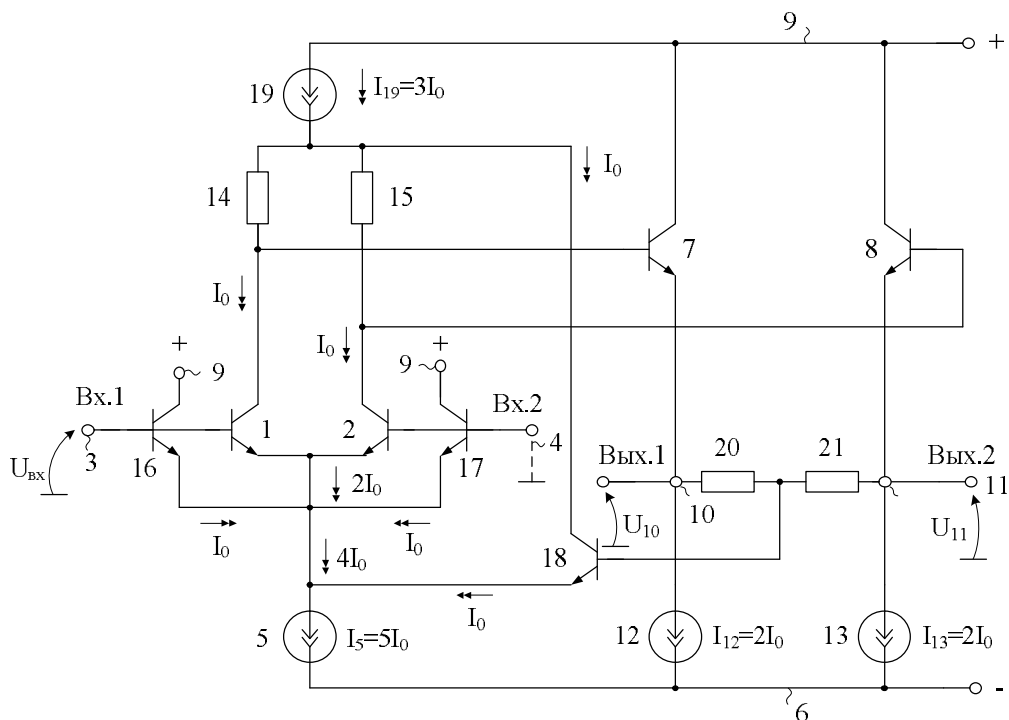 9
+
19
I₁₉=3I₀
I₀
14
15
7
8
I₀
I₀
+
9
+
9
Вх.1
Вх.2
1
2
3
16
17
4
Uвх
2I₀
I₀
I₀
Вых.1
20
21
Вых.2
10
11
U₁₀
U₁₁
18
4I₀
I₀
5
I₅=5I₀
12
I₁₂=2I₀
13
I₁₃=2I₀
6
-